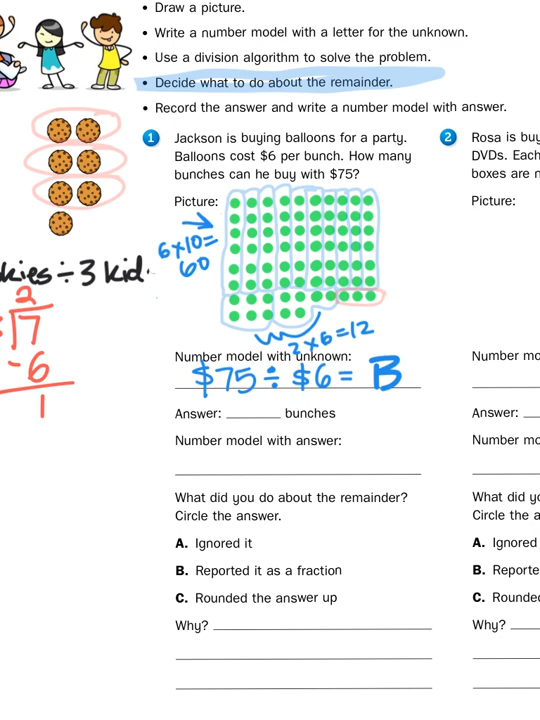 • Draw a picture.
• Write a number model with a letter for the unknown.
• Use a division algorithm to solve the problem.
• Decide what to do about the remainder.
• Record the answer and write a number model with answer.
1 Jackson is buying balloons for a party.
Balloons cost $6 per bunch. How many
bunches can he buy with $75?
Picture:
6×10=
60
2×6=12
Number model with unknown:
$75 ÷ $6 = B
Answer: ________ bunches
Number model with answer:
What did you do about the remainder?
Circle the answer.
A. Ignored it
B. Reported it as a fraction
C. Rounded the answer up
Why?
kies ÷ 3 kid.
2
7
-6
1
2 Rosa is buy
DVDs. Each
boxes are n
Picture:
Number mo
Answer: __
Number mo
What did yo
Circle the a
A. Ignored
B. Reporte
C. Rounded
Why?